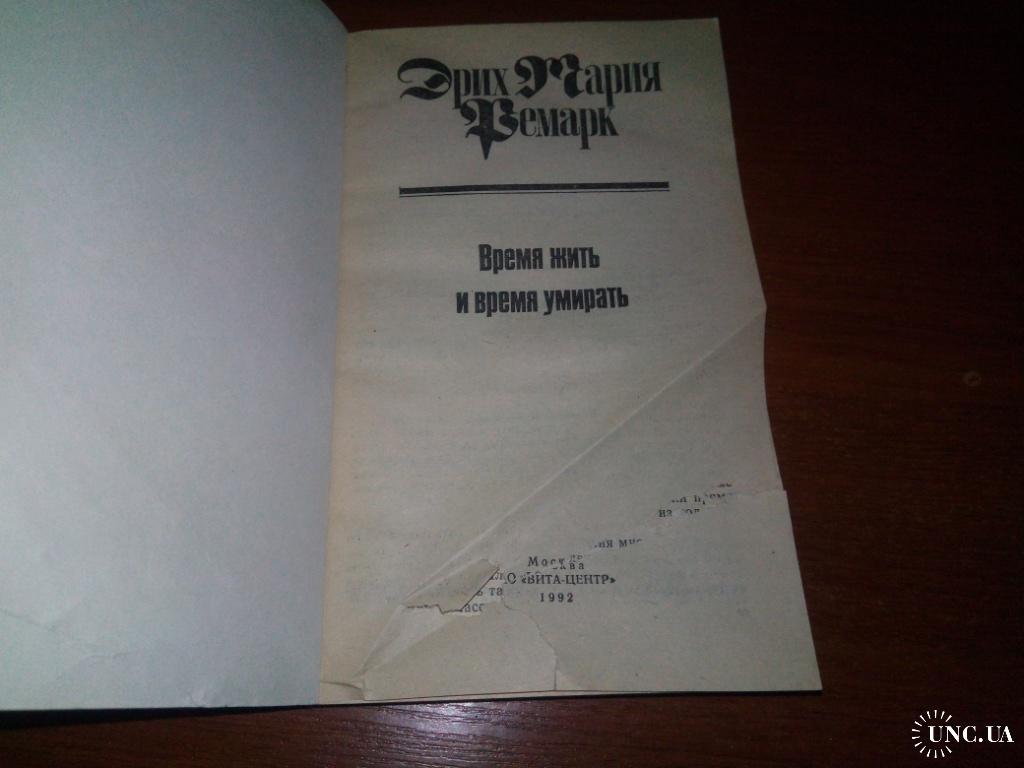 Эрих Мария
Ремарк
Время жить
и время умирать
Москва
«ВИТА-ЦЕНТР»
1992
UNC.UA